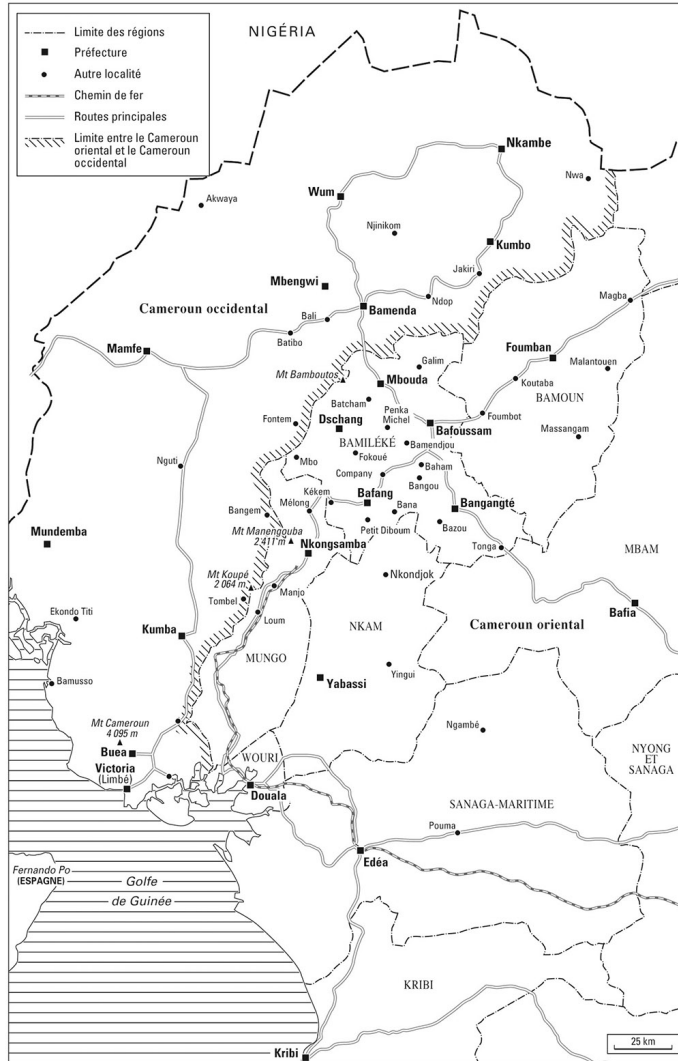 Limite des régions
Préfecture
Autre localité
Chemin de fer
Routes principales
Limite entre le Cameroun
oriental et le Cameroun
occidental
NIGÉRIA
Nkambe
Nwa
Wum
Akwaya
Njinikom
Kumbo
Jakiri
Mbengwi
Magba
Ndop
Cameroun occidental
Bamenda
Bali
Batibo
Mamfe
Foumban
Galim
Malantouen
Mt Bamboutos
Mbouda
Koutaba
BAMOUN
Batcham
Penka
Michel
Foumbot
Fontem
Dschang
Bafoussam
Massangam
BAMILÉKÉ
Bamendjou
Mbo
Fokoué
Nguti
Company
Baham
Bangou
Kékem
Mélong
Bafang
Bana
Bangangté
Bangem
Petit Diboum
Bazou
Mt Manengouba
2 411 m
Mundemba
Nkongsamba
Tonga
MBAM
Mt Koupé
2 064 m
Nkondjok
Manjo
Tombel
Bafia
Ekondo Titi
Loum
NKAM
Cameroun oriental
Kumba
MUNGO
Yingui
Yabassi
Bamusso
Mt Cameroun
4 095 m
Ngambé
Buea
NYONG
ET
SANAGA
WOURI
Victoria
(Limbé)
Douala
SANAGA-MARITIME
Pouma
Edéa
Fernando Po
(ESPAGNE)
Golfe
de Guinée
KRIBI
25 km
Kribi